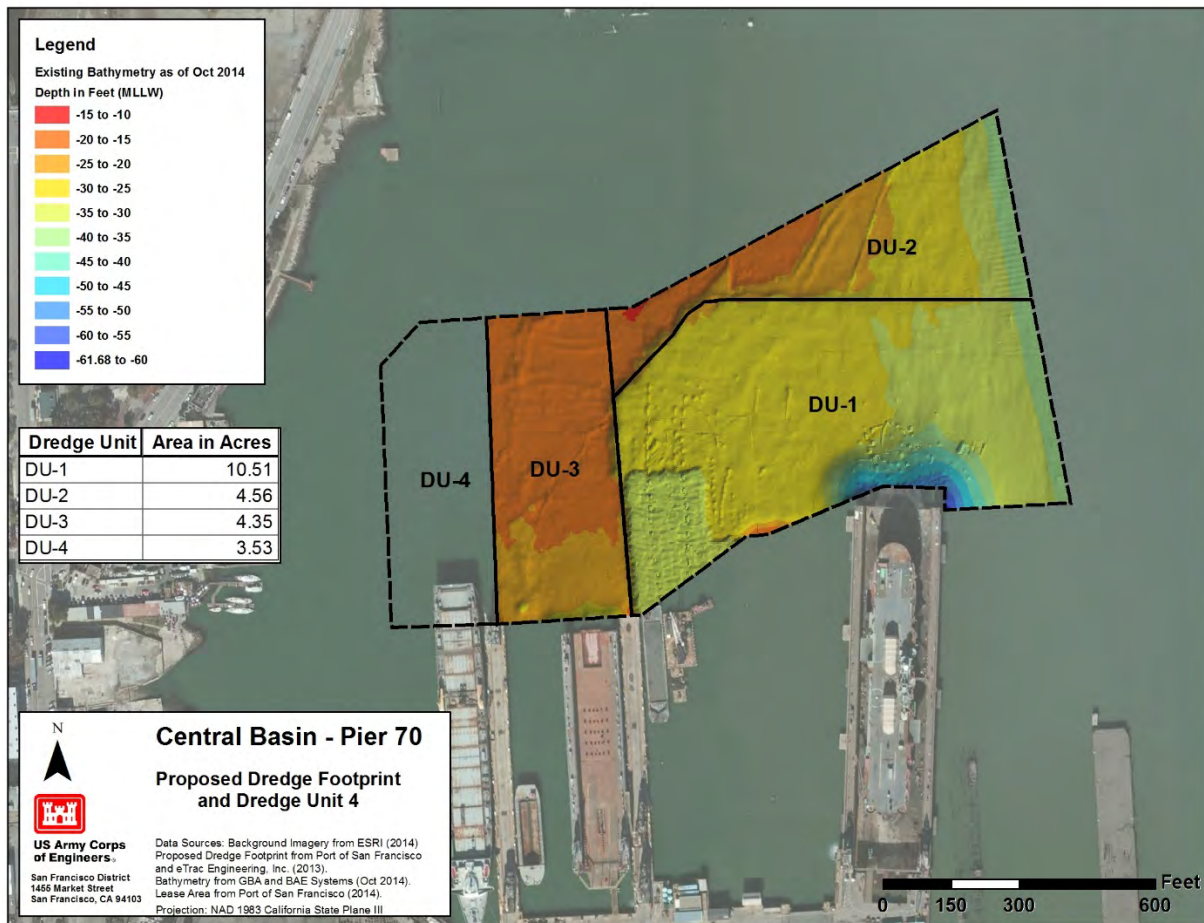 Legend
Existing Bathymetry as of Oct 2014
Depth in Feet (MLLW)
-15 to -10
-20 to -15
-25 to -20
-30 to -25
-35 to -30
-40 to -35
-45 to -40
-50 to -45
-55 to -50
-60 to -55
-61.68 to -60
Dredge Unit Area in Acres
DU-1 10.51
DU-2 4.56
DU-3 4.35
DU-4 3.53
DU-2
DU-1
DU-3
DU-4
N
US Army Corps
of Engineers®
San Francisco District
1455 Market Street
San Francisco, CA 94103
Central Basin - Pier 70
Proposed Dredge Footprint
and Dredge Unit 4
Data Sources: Background Imagery from ESRI (2014)
Proposed Dredge Footprint from Port of San Francisco
and eTrac Engineering, Inc. (2013).
Bathymetry from GBA and BAE Systems (Oct 2014).
Lease Area from Port of San Francisco (2014).
Projection: NAD 1983 California State Plane III
Feet
0 150 300 600